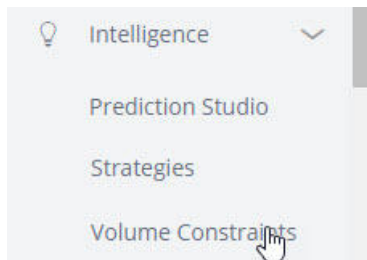 Intelligence
Prediction Studio
Strategies
Volume Constraints